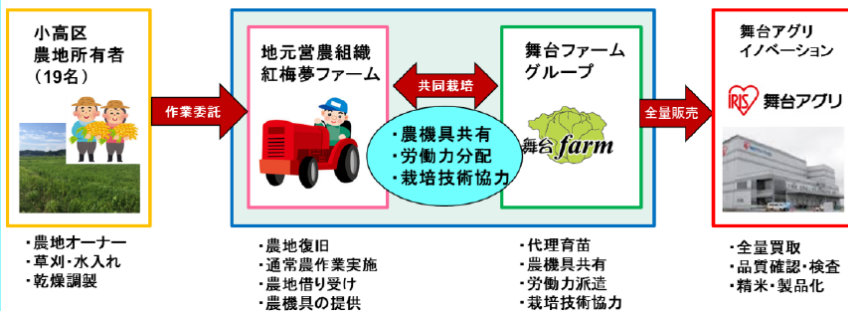 小高区
農地所有者
(19名)
作業委託
地元営農組織
紅梅夢ファーム
共同栽培
・農機具共有
・労働力分配
・栽培技術協力
舞台ファーム
グループ
舞台farm
全量販売
舞台アグリ
イノベーション
IRIS 舞台アグリ
・農地オーナー
・草刈・水入れ
・乾燥調製
・農地復旧
・通常農作業実施
・農地借り受け
・農機具の提供
・代理育苗
・農機具共有
・労働力派遣
・栽培技術協力
・全量買取
・品質確認・検査
・精米・製品化